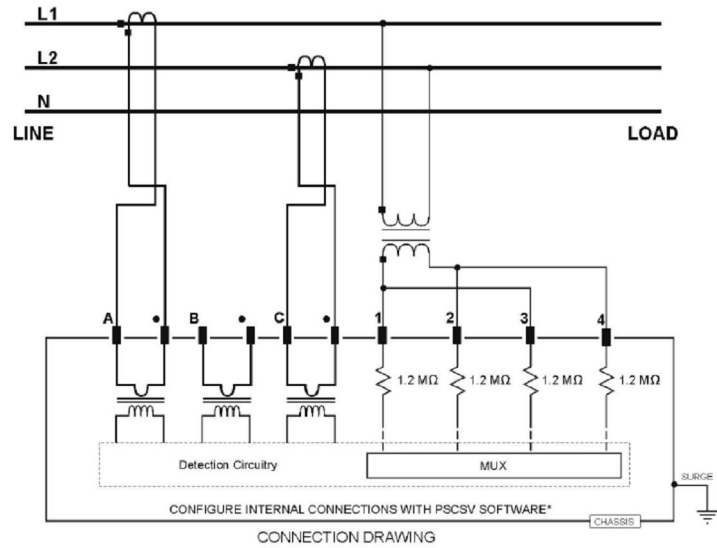 L1
L2
N
LINE LOAD
A B C 1 2 3 4
1.2 MΩ 1.2 MΩ 1.2 MΩ 1.2 MΩ
Detection Circuitry MUX
SURGE
CONFIGURE INTERNAL CONNECTIONS WITH PSCSV SOFTWARE*
CHASSIS
CONNECTION DRAWING